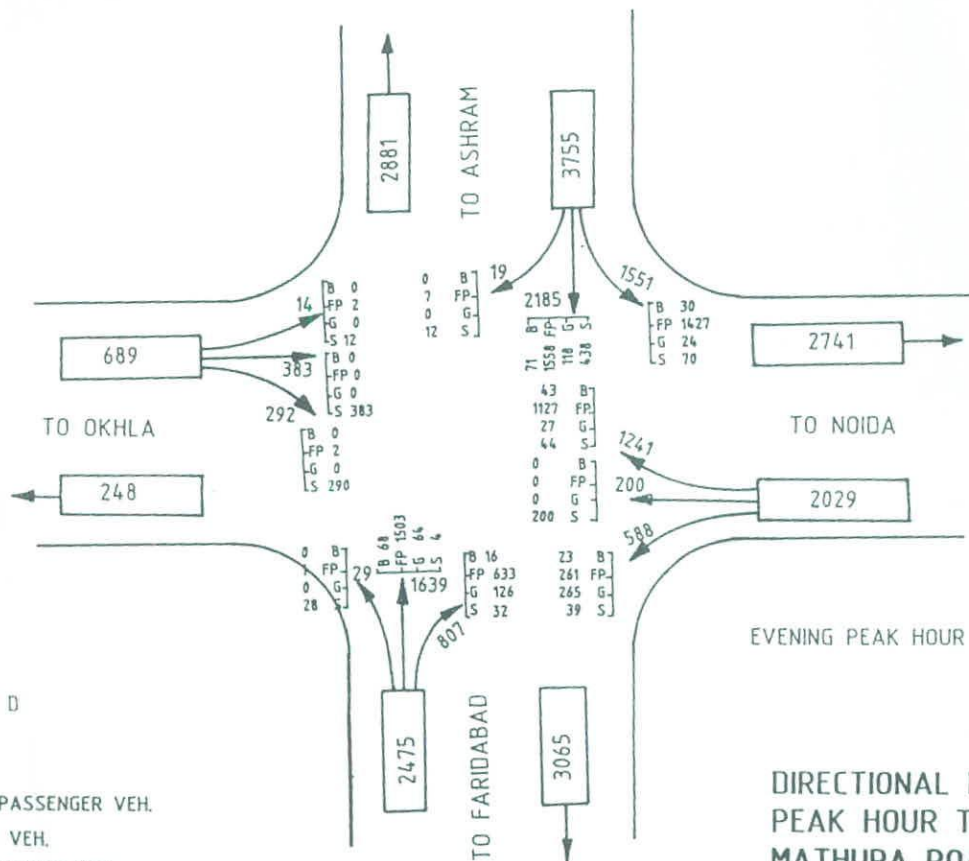 2881
TO ASHRAM
3755
19
2185
1551
0 B
7 FP
0 G
12 S
B FP G S
71 1558 118 438
B 30
FP 1427
G 24
S 70
14
B 0
FP 2
G 0
S 12
689
383
B 0
FP 0
G 0
S 383
2741
TO OKHLA
292
B 0
FP 2
G 0
S 290
43 B
1127 FP
27 G
44 S
TO NOIDA
1241
248
0 B
0 FP
0 G
200 S
200
2029
588
0 B
1 FP
0 G
28 S
29
B 68
FP 1503
G 64
S 4
1639
B 16
FP 633
G 126
S 32
807
23 B
261 FP
265 G
39 S
EVENING PEAK HOUR
D
2475
TO FARIDABAD
3065
PASSENGER VEH.
VEH.
DIRECTIONAL
PEAK HOUR T
MATHURA RO